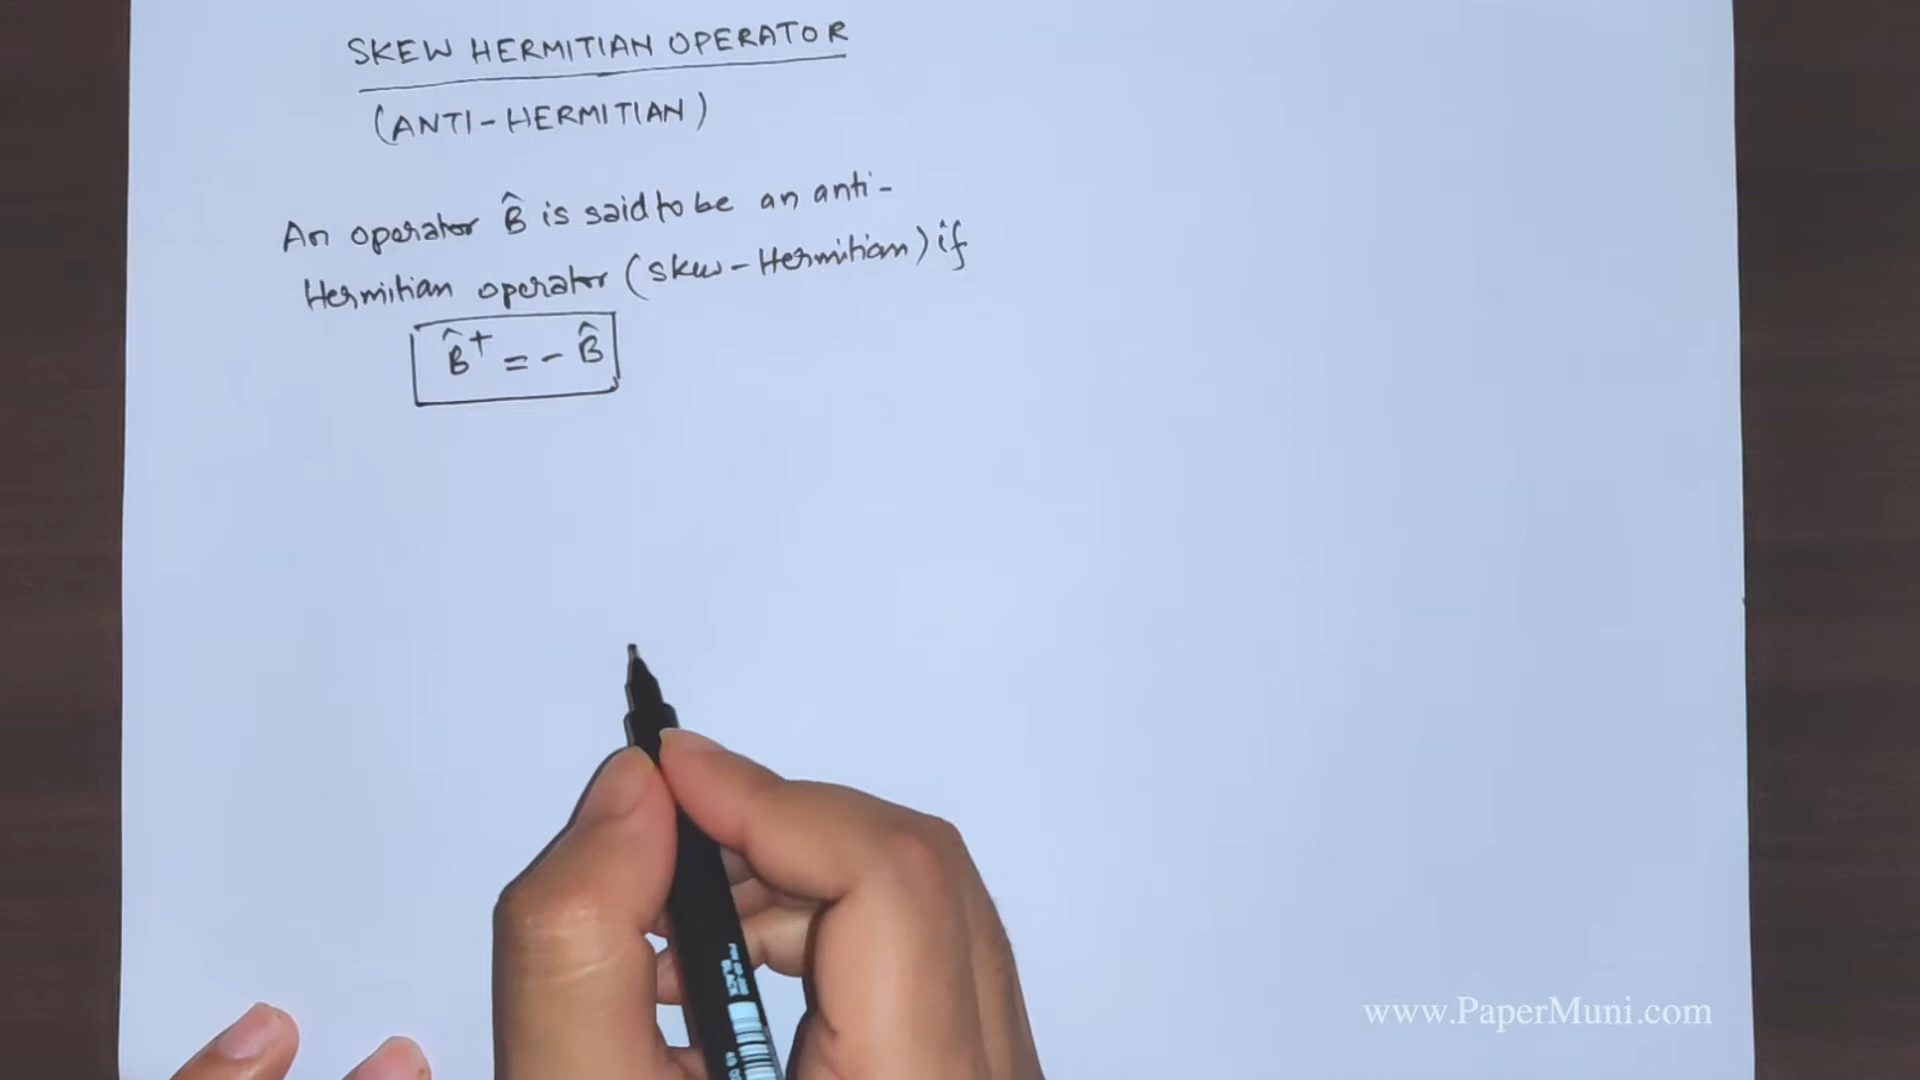 SKEW HERMITIAN OPERATOR
(ANTI-HERMITIAN)
An operator B̂ is said to be an anti-
Hermitian operator (skew-Hermitian) if
B̂† = - B̂
www.PaperMuni.com